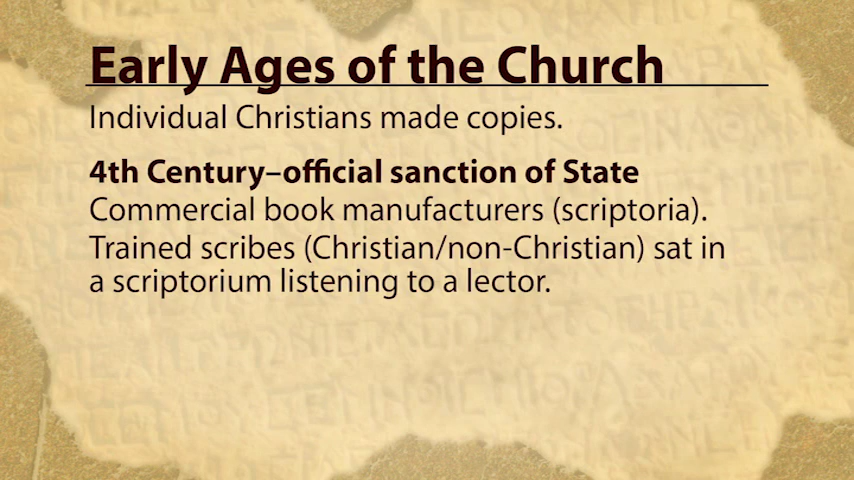 Early Ages of the Church
Individual Christians made copies.
4th Century–official sanction of State
Commercial book manufacturers (scriptoria).
Trained scribes (Christian/non-Christian) sat in
a scriptorium listening to a lector.